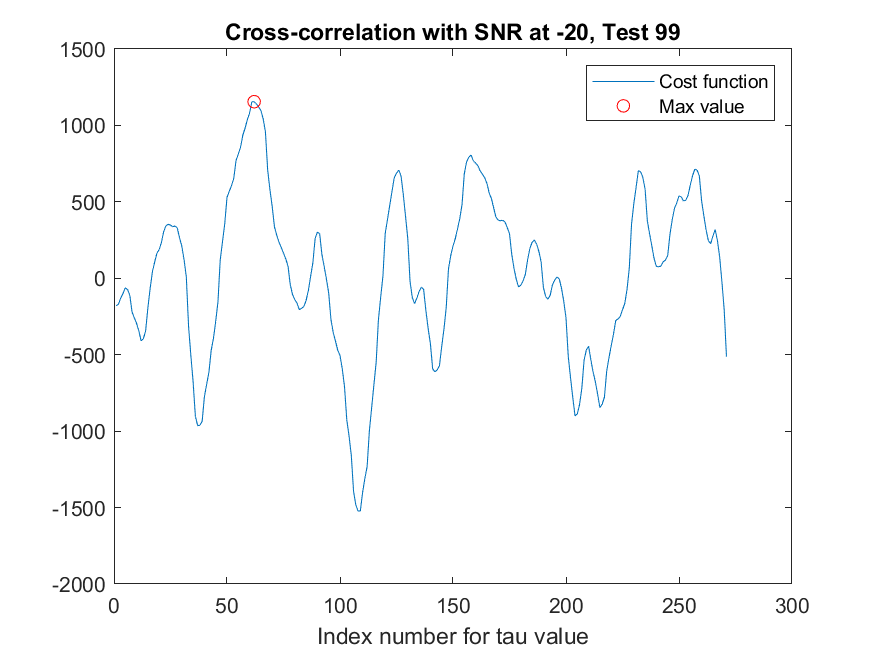 Cross-correlation with SNR at -20, Test 99
1500
Cost function
Max value
1000
500
0
-500
-1000
-1500
-2000
0 50 100 150 200 250 300
Index number for tau value